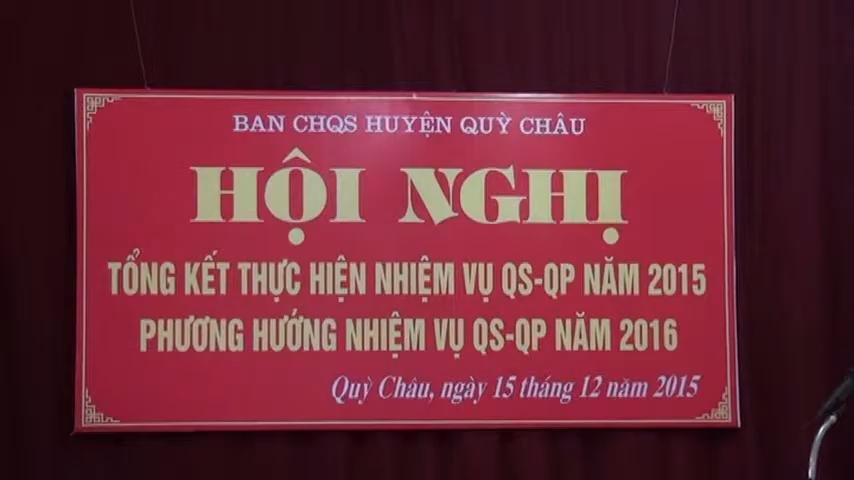 BAN CHQS HUYỆN QUỲ CHÂU
HỘI NGHỊ
TỔNG KẾT THỰC HIỆN NHIỆM VỤ QS-QP NĂM 2015
PHƯƠNG HƯỚNG NHIỆM VỤ QS-QP NĂM 2016
Quỳ Châu, ngày 15 tháng 12 năm 2015